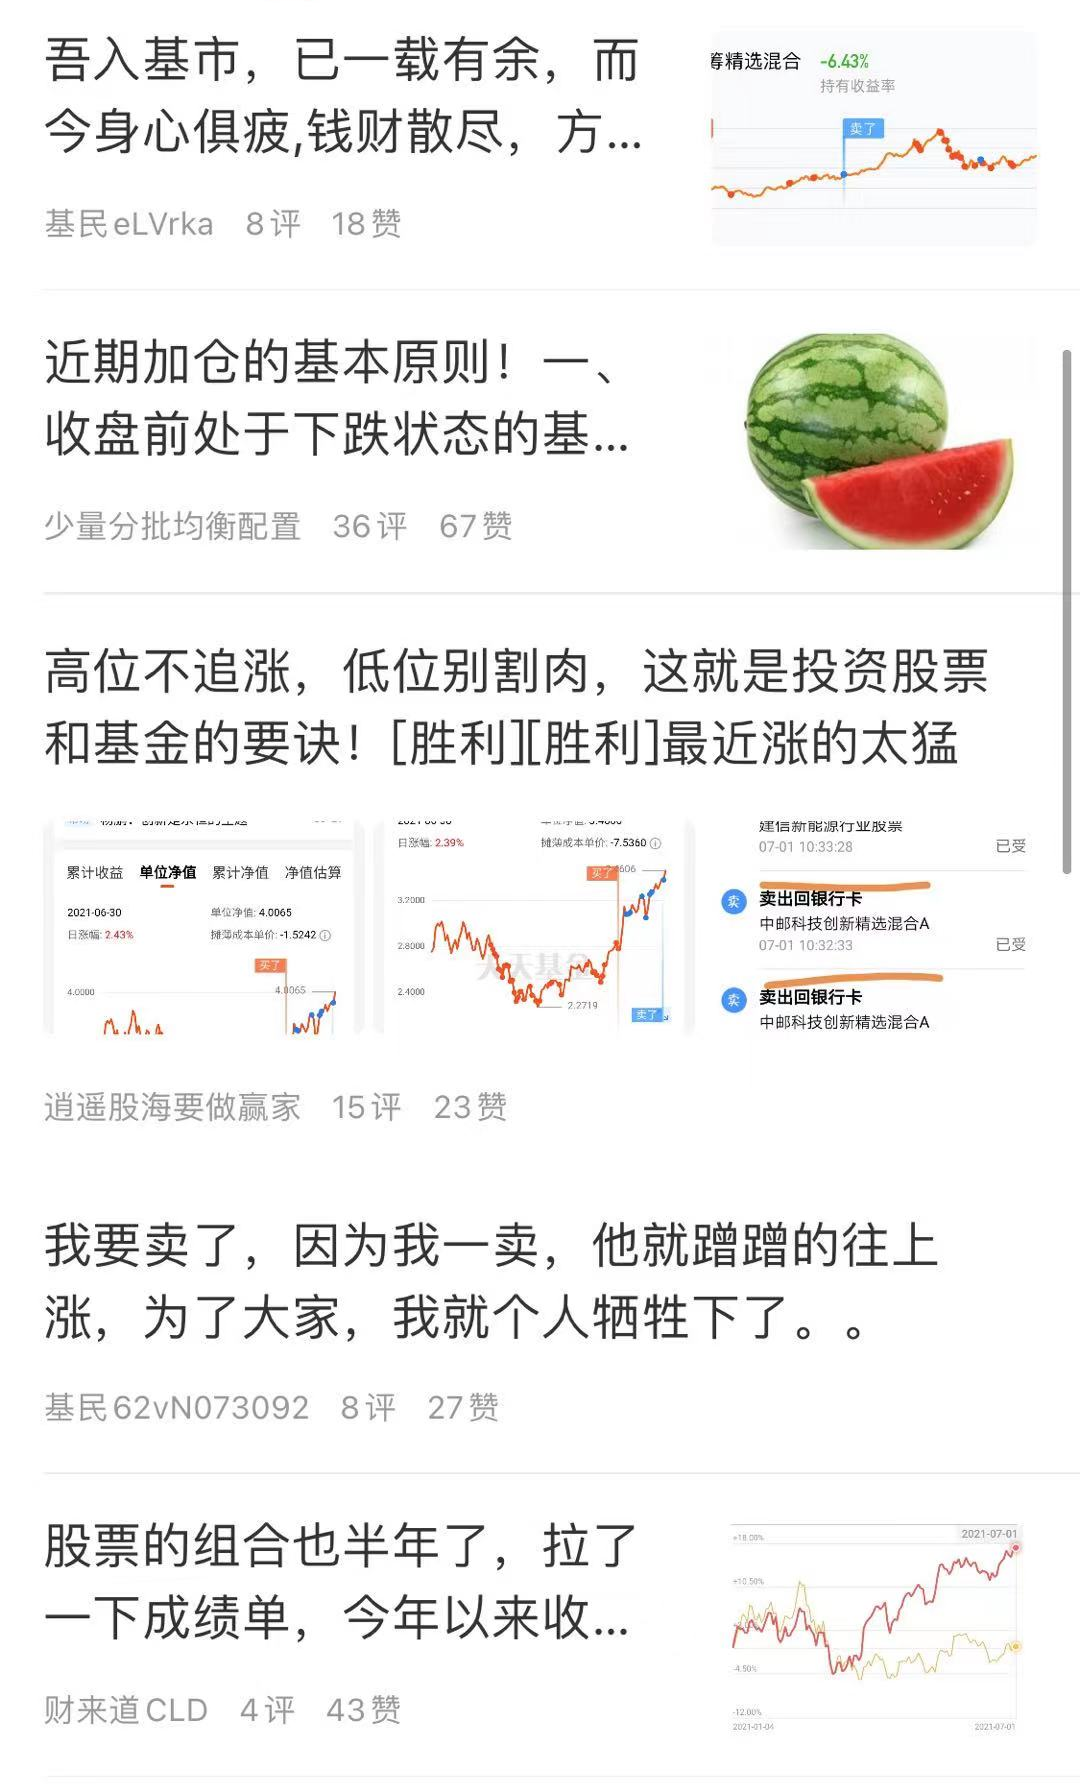 吾入基市，已一载有余，而
今身心俱疲,钱财散尽，方...
基民eLVrka 8评 18赞
筹精选混合 -6.43%
持有收益率
卖了
近期加仓的基本原则！一、
收盘前处于下跌状态的基...
少量分批均衡配置 36评 67赞
高位不追涨，低位别割肉，这就是投资股票
和基金的要诀！[胜利][胜利]最近涨的太猛
累计收益 单位净值 累计净值 净值估算
2021-06-30 单位净值: 4.0065
日涨幅: 2.43% 摊薄成本单价: -1.5242
买了
4.0000 4.0065
日涨幅: 2.39% 摊薄成本单价: -7.5360
买了
3.2000
2.8000
天天基金
2.4000
2.2719
卖了
建信新能源行业股票
07-01 10:33:28 已受
卖 卖出回银行卡
中邮科技创新精选混合A
07-01 10:32:33 已受
卖 卖出回银行卡
中邮科技创新精选混合A
逍遥股海要做赢家 15评 23赞
我要卖了，因为我一卖，他就蹭蹭的往上
涨，为了大家，我就个人牺牲下了。。
基民62vN073092 8评 27赞
股票的组合也半年了，拉了
一下成绩单，今年以来收...
财来道CLD 4评 43赞
+18.00% 2021-07-01
+10.50%
-4.50%
-12.00%
2021-01-04 2021-07-01